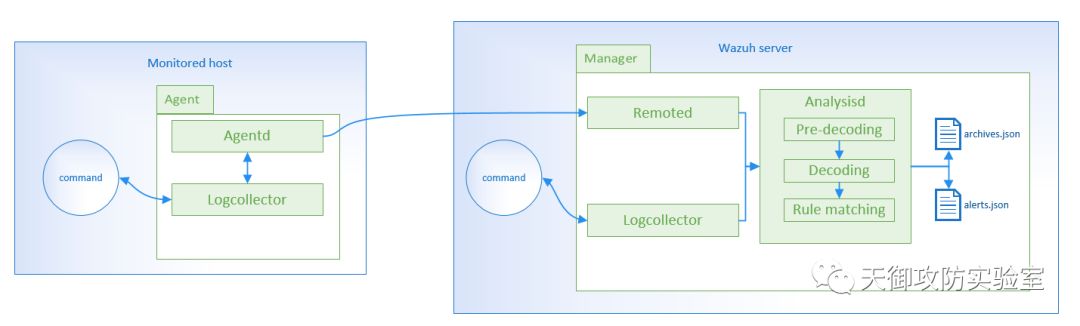 Monitored host
Agent
Agentd
command
Logcollector
Wazuh server
Manager
Remoted
command
Logcollector
Analysisd
Pre-decoding
Decoding
Rule matching
archives.json
alerts.json
天御攻防实验室